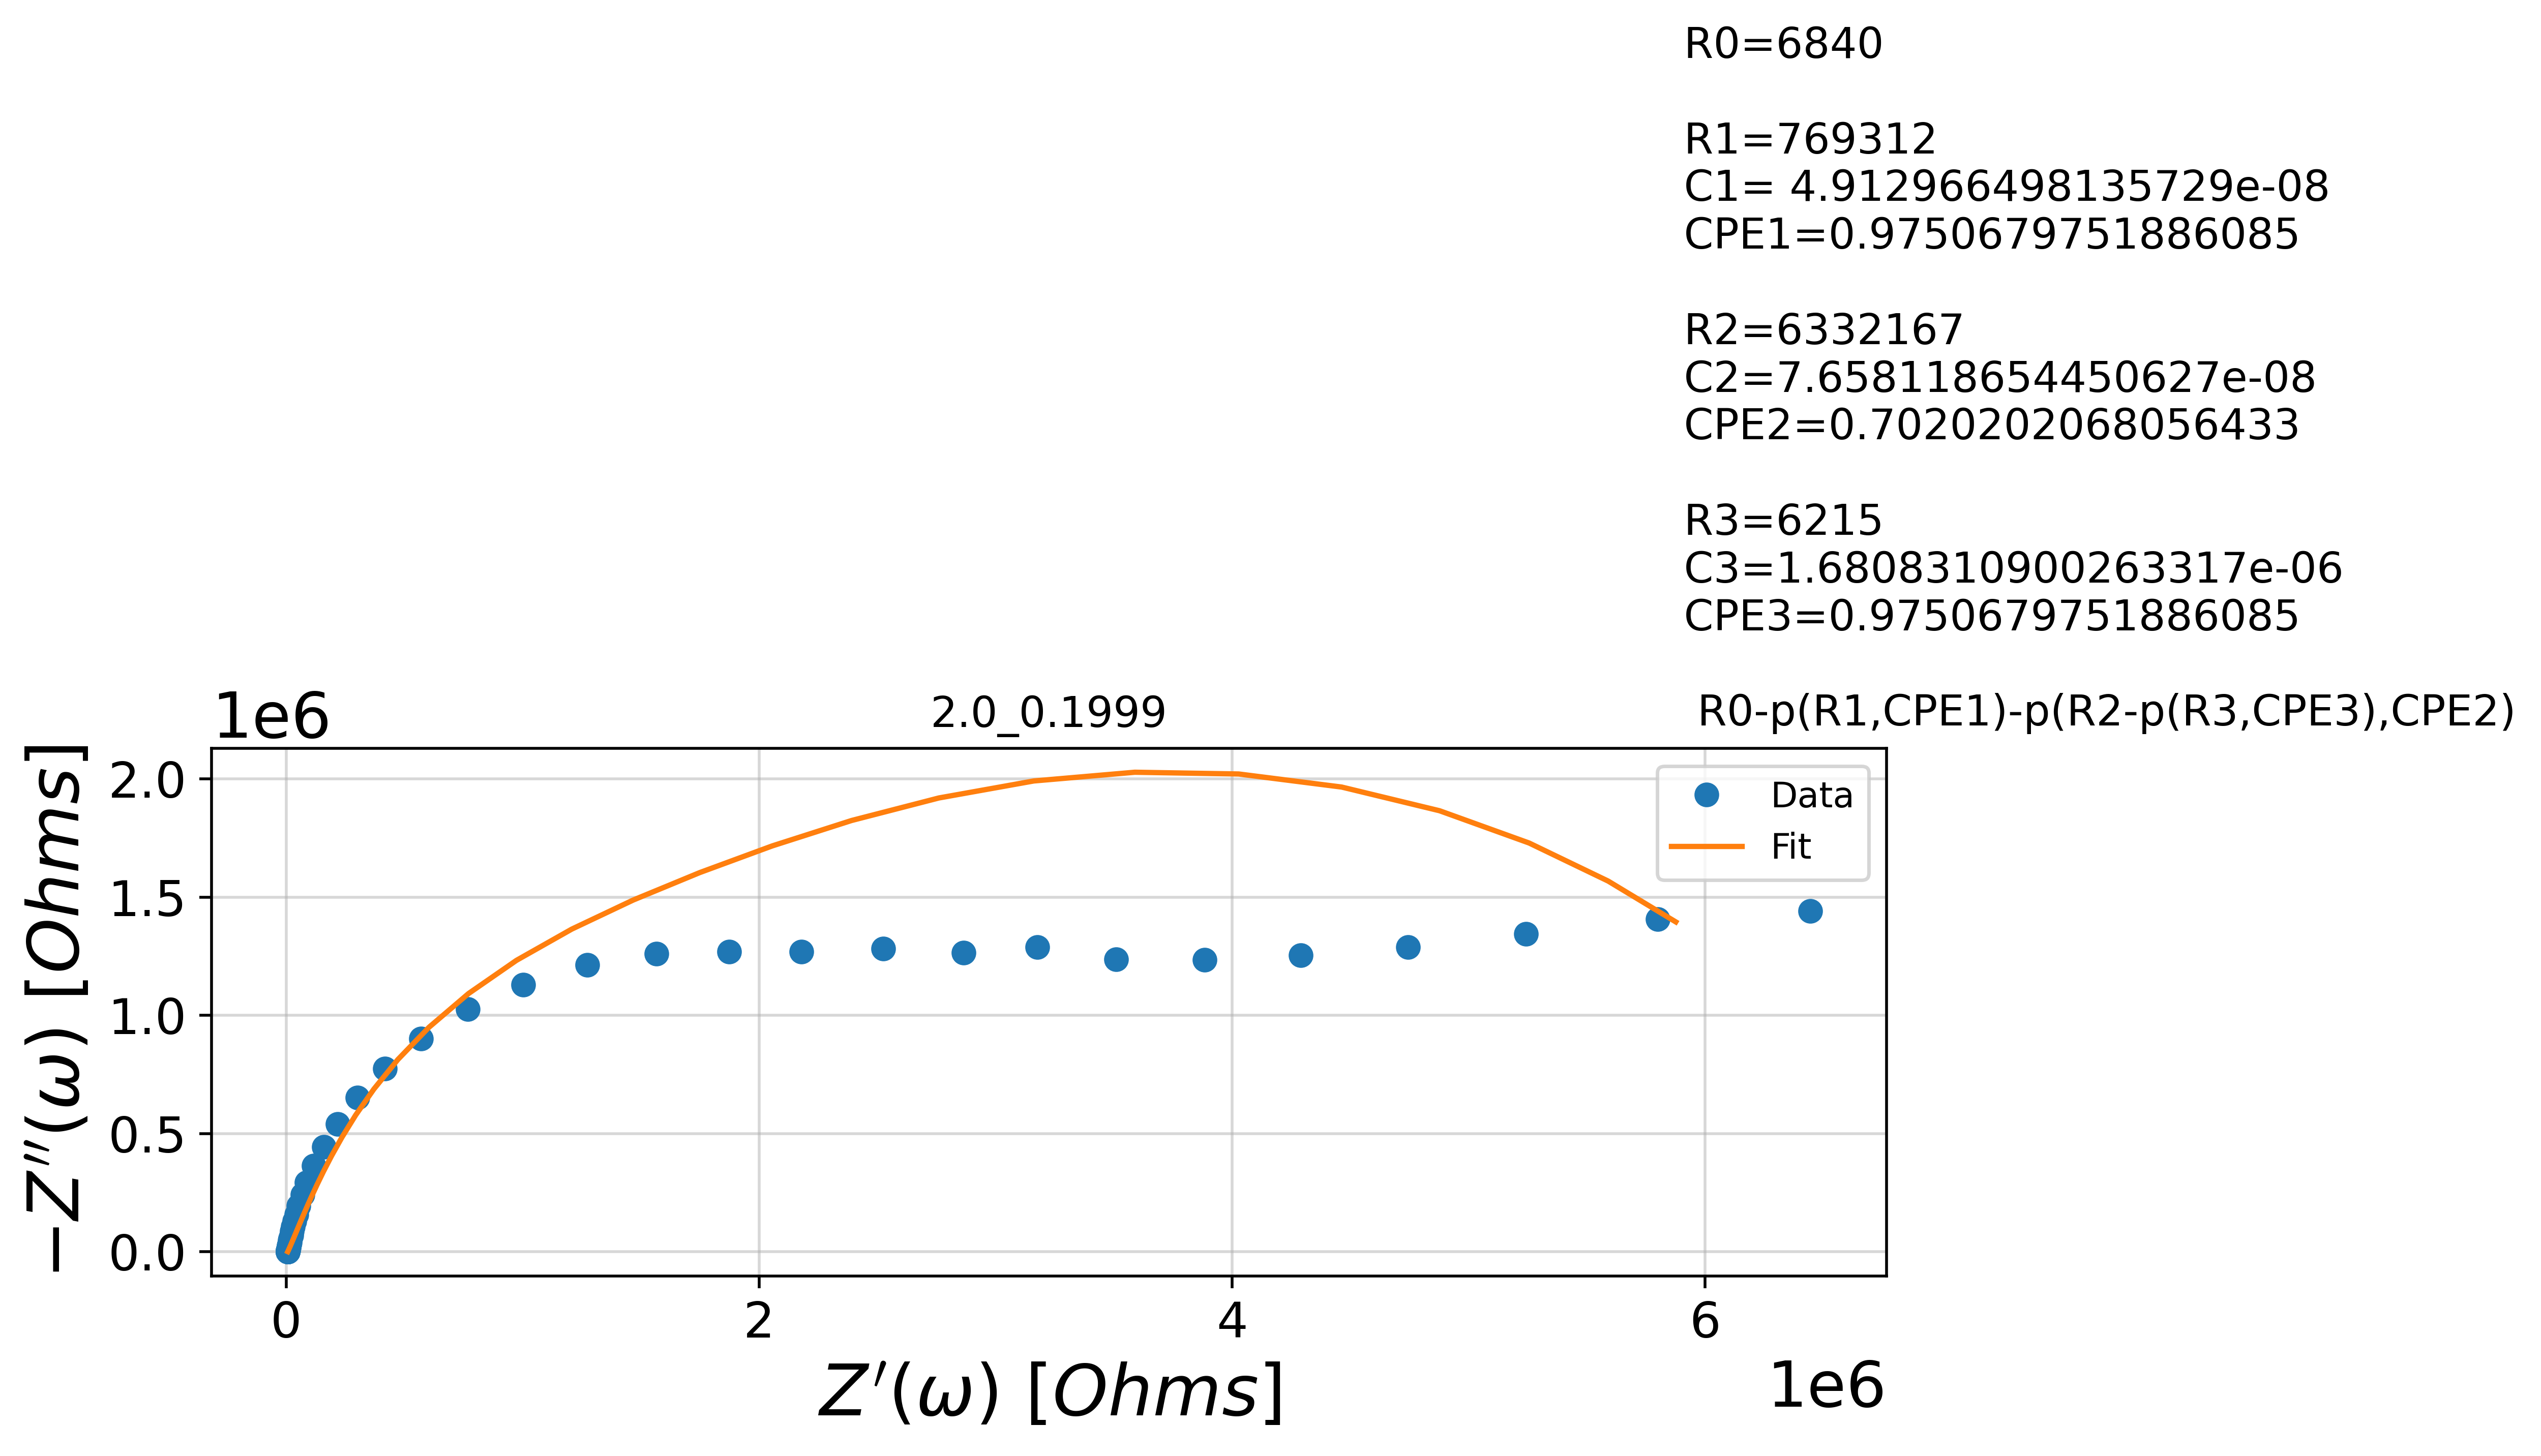 R0=6840
R1=769312
C1= 4.912966498135729e-08
CPE1=0.9750679751886085
R2=6332167
C2=7.658118654450627e-08
CPE2=0.7020202068056433
R3=6215
C3=1.6808310900263317e-06
CPE3=0.9750679751886085
1e6
2.0_0.1999
R0-p(R1,CPE1)-p(R2-p(R3,CPE3),CPE2)
−Z′′(ω) [Ohms]
2.0
1.5
1.0
0.5
0.0
Data
Fit
0
2
4
6
Z′(ω) [Ohms]
1e6